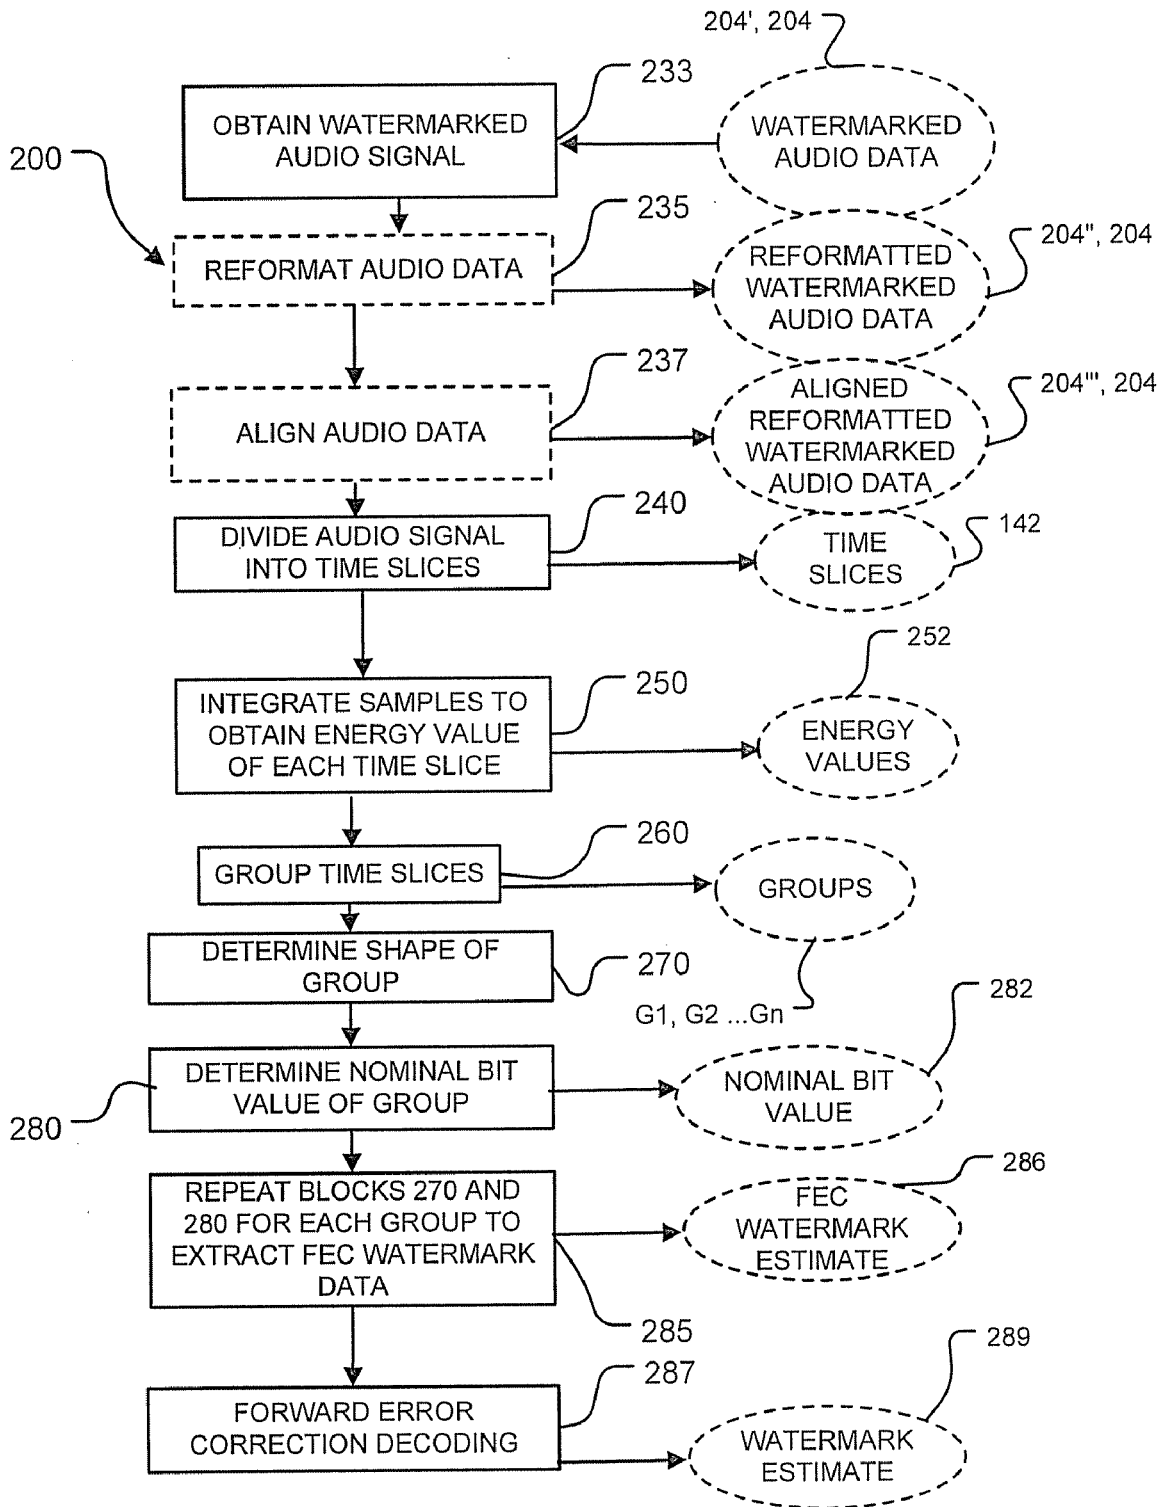 204', 204
233
OBTAIN WATERMARKED
AUDIO SIGNAL
WATERMARKED
AUDIO DATA
200
235
REFORMAT AUDIO DATA
REFORMATTED
WATERMARKED
AUDIO DATA
204", 204
237
ALIGN AUDIO DATA
ALIGNED
REFORMATTED
WATERMARKED
AUDIO DATA
204''', 204
240
DIVIDE AUDIO SIGNAL
INTO TIME SLICES
TIME
SLICES
142
252
250
INTEGRATE SAMPLES TO
OBTAIN ENERGY VALUE
OF EACH TIME SLICE
ENERGY
VALUES
260
GROUP TIME SLICES
GROUPS
DETERMINE SHAPE OF
GROUP
270
G1, G2 ...Gn
282
DETERMINE NOMINAL BIT
VALUE OF GROUP
280
NOMINAL BIT
VALUE
286
REPEAT BLOCKS 270 AND
280 FOR EACH GROUP TO
EXTRACT FEC WATERMARK
DATA
FEC
WATERMARK
ESTIMATE
285
289
287
FORWARD ERROR
CORRECTION DECODING
WATERMARK
ESTIMATE